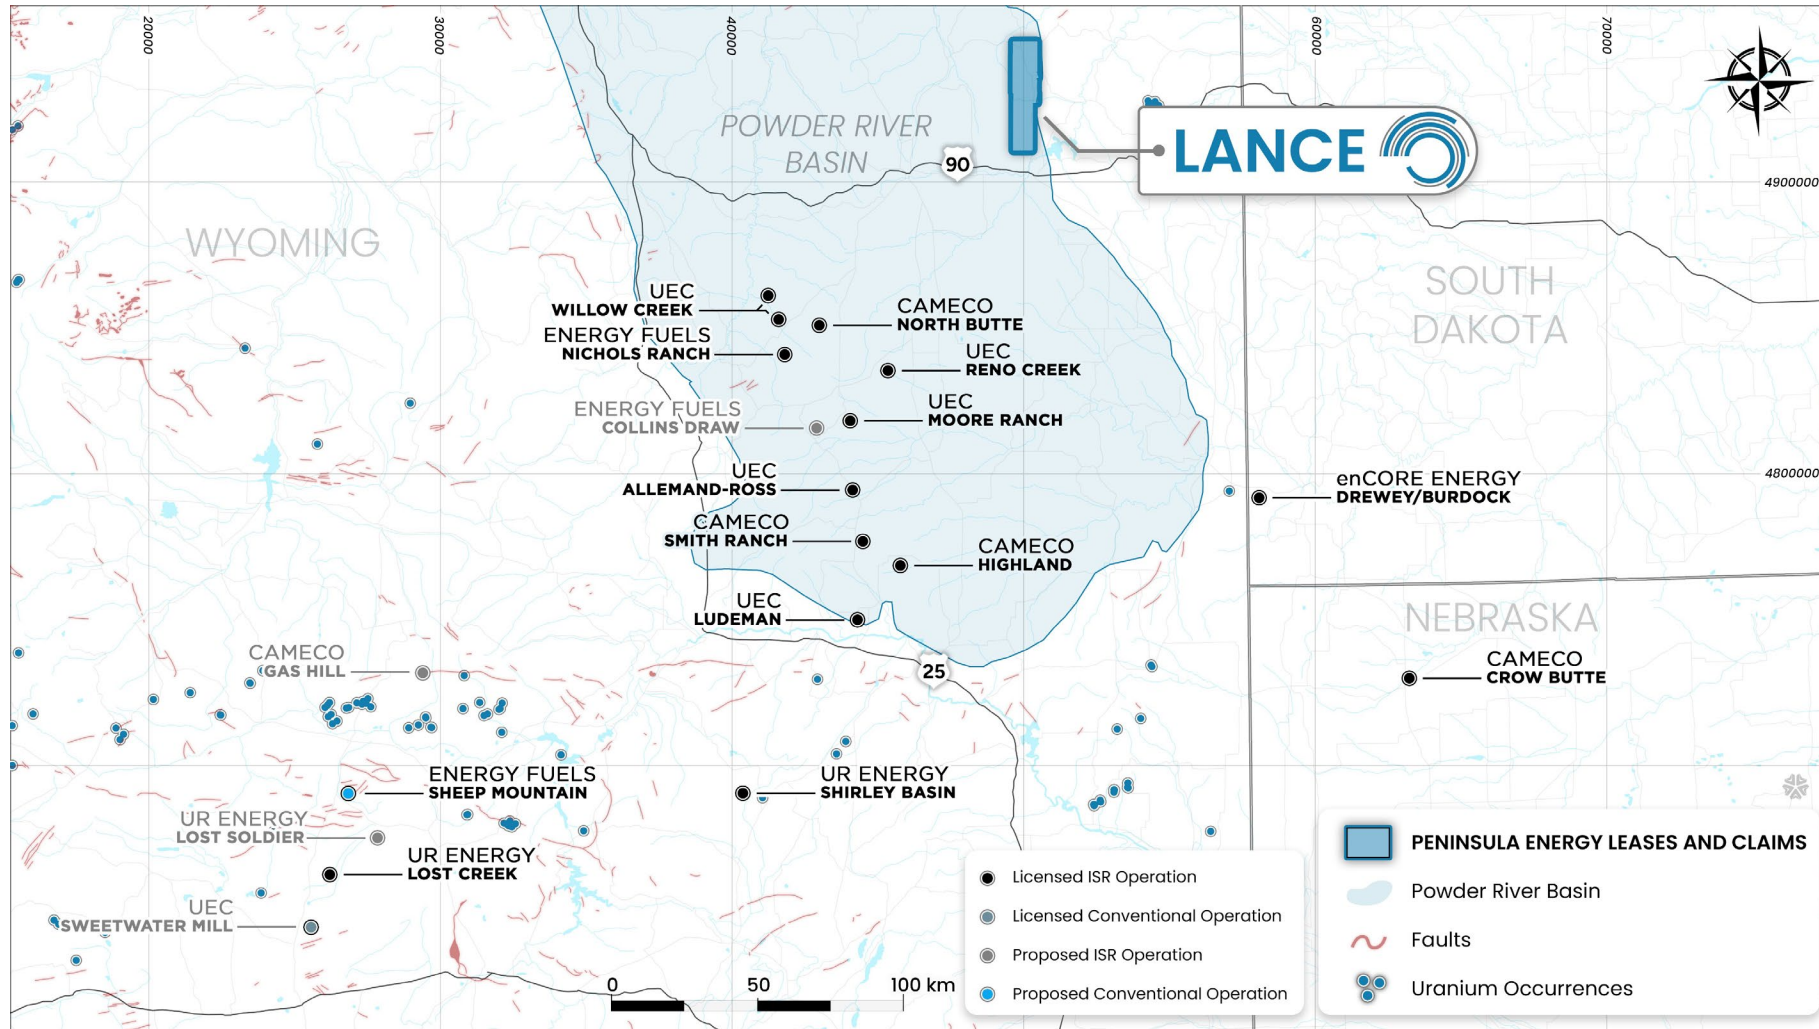 200000
300000
400000
600000
700000
POWDER RIVER
BASIN
90
LANCE
4900000
WYOMING
SOUTH
DAKOTA
UEC
WILLOW CREEK
CAMECO
NORTH BUTTE
ENERGY FUELS
NICHOLS RANCH
UEC
RENO CREEK
ENERGY FUELS
COLLINS DRAW
UEC
MOORE RANCH
4800000
UEC
ALLEMAND-ROSS
enCORE ENERGY
DREWEY/BURDOCK
CAMECO
SMITH RANCH
CAMECO
HIGHLAND
UEC
LUDEMAN
NEBRASKA
CAMECO
GAS HILL
25
CAMECO
CROW BUTTE
ENERGY FUELS
SHEEP MOUNTAIN
UR ENERGY
SHIRLEY BASIN
UR ENERGY
LOST SOLDIER
UR ENERGY
LOST CREEK
UEC
SWEETWATER MILL
0 50 100 km
Licensed ISR Operation
Licensed Conventional Operation
Proposed ISR Operation
Proposed Conventional Operation
PENINSULA ENERGY LEASES AND CLAIMS
Powder River Basin
Faults
Uranium Occurrences